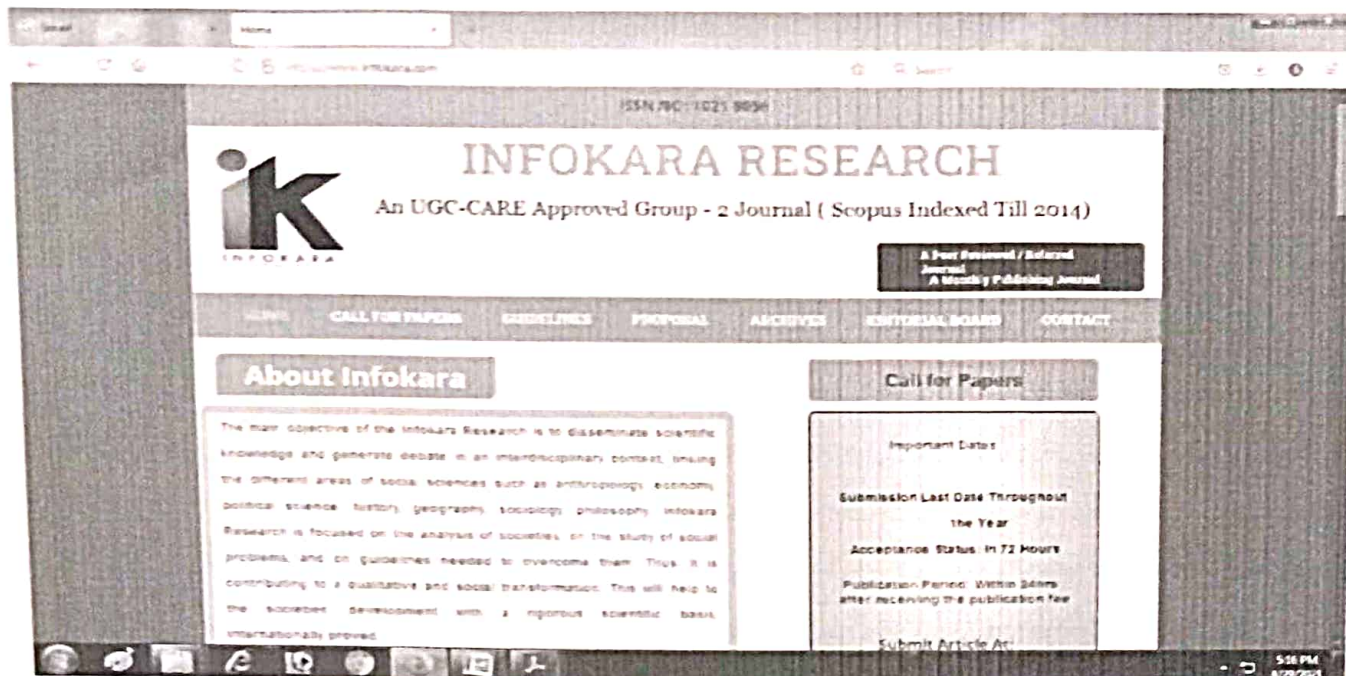 Home
Search
INFOKARA RESEARCH
An UGC-CARE Approved Group - 2 Journal ( Scopus Indexed Till 2014)
iK
INFOKARA
A Peer Reviewed / Refereed
Journal
A Monthly Publishing Journal
HOME CALL FOR PAPERS GUIDELINES PROPOSAL ARCHIVES EDITORIAL BOARD CONTACT
About Infokara
The main objective of the Infokara Research is to disseminate scientific
knowledge and generate debate in an interdisciplinary context, linking
the different areas of social sciences such as anthropology, economy,
political science, history, geography, sociology, philosophy. Infokara
Research is focused on the analysis of societies, on the study of social
problems, and on guidelines needed to overcome them. Thus, it is
contributing to a qualitative and social transformation. This will help to
the societies development with a rigorous scientific basis,
internationally proved.
Call for Papers
Important Dates
Submission Last Date Throughout
the Year
Acceptance Status: In 72 Hours
Publication Period: Within 24hrs
after receiving the publication fee
Submit Article At:
5:16 PM